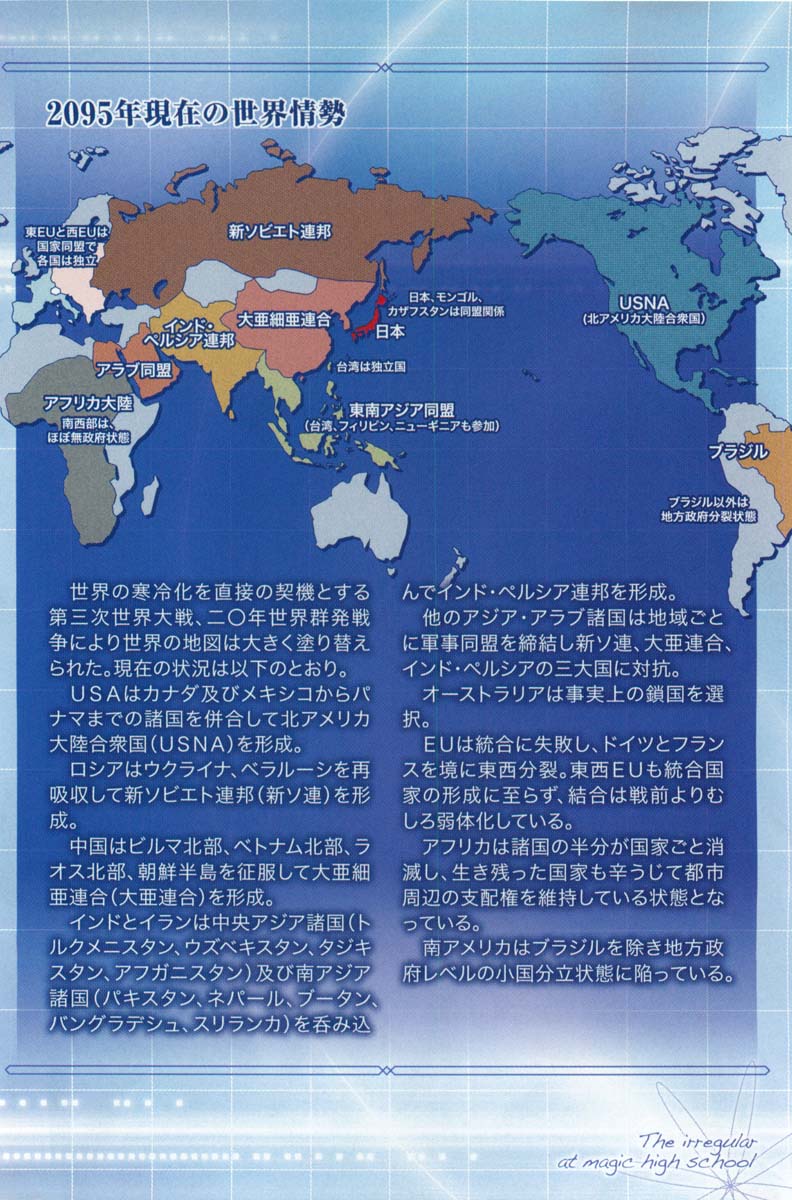 2095年現在の世界情勢
東EUと西EUは
国家同盟で
各国は独立
新ソビエト連邦
大亜細亜連合
日本、モンゴル、
カザフスタンは同盟関係
日本
USNA
(北アメリカ大陸合衆国)
インド・
ペルシア連邦
アラブ同盟
台湾は独立国
アフリカ大陸
南西部は
ほぼ無政府状態
東南アジア同盟
(台湾、フィリピン、ニューギニアも参加)
ブラジル
ブラジル以外は
地方政府分裂状態
世界の寒冷化を直接の契機とする
第三次世界大戦、二〇年世界群発戦
争により世界の地図は大きく塗り替え
られた。現在の状況は以下のとおり。
USAはカナダ及びメキシコからパ
ナマまでの諸国を併合して北アメリカ
大陸合衆国(USNA)を形成。
ロシアはウクライナ、ベラルーシを再
吸収して新ソビエト連邦(新ソ連)を形
成。
中国はビルマ北部、ベトナム北部、ラ
オス北部、朝鮮半島を征服して大亜細
亜連合(大亜連合)を形成。
インドとイランは中央アジア諸国(ト
ルクメニスタン、ウズベキスタン、タジキ
スタン、アフガニスタン)及び南アジア
諸国(パキスタン、ネパール、ブータン、
バングラデシュ、スリランカ)を呑み込
んでインド・ペルシア連邦を形成。
他のアジア・アラブ諸国は地域ごと
に軍事同盟を締結し新ソ連、大亜連合、
インド・ペルシアの三大国に対抗。
オーストラリアは事実上の鎖国を選
択。
EUは統合に失敗し、ドイツとフラン
スを境に東西分裂。東西EUも統合国
家の形成に至らず、結合は戦前よりむ
しろ弱体化している。
アフリカは諸国の半分が国家ごと消
滅し、生き残った国家も辛うじて都市
周辺の支配権を維持している状態とな
っている。
南アメリカはブラジルを除き地方政
府レベルの小国分立状態に陥っている。
The irregular
at magic high school